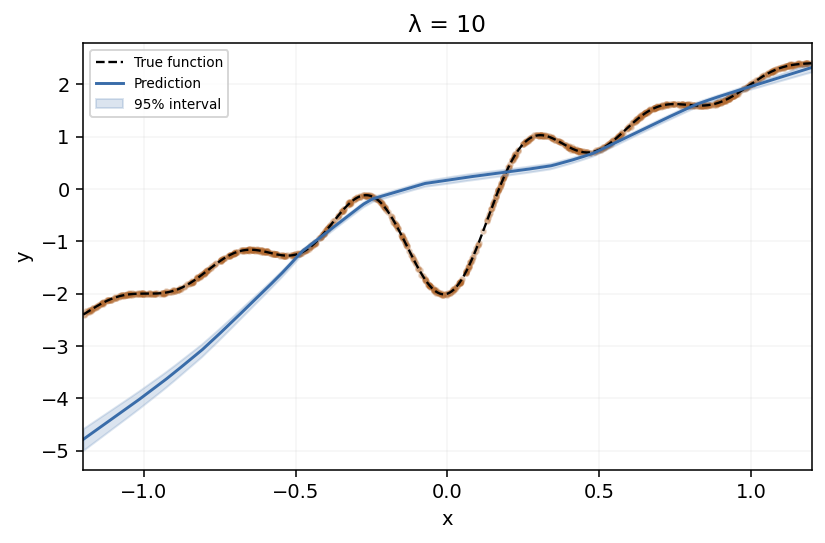 λ = 10
True function
Prediction
95% interval
2
1
0
−1
−2
−3
−4
−5
y
−1.0 −0.5 0.0 0.5 1.0
x